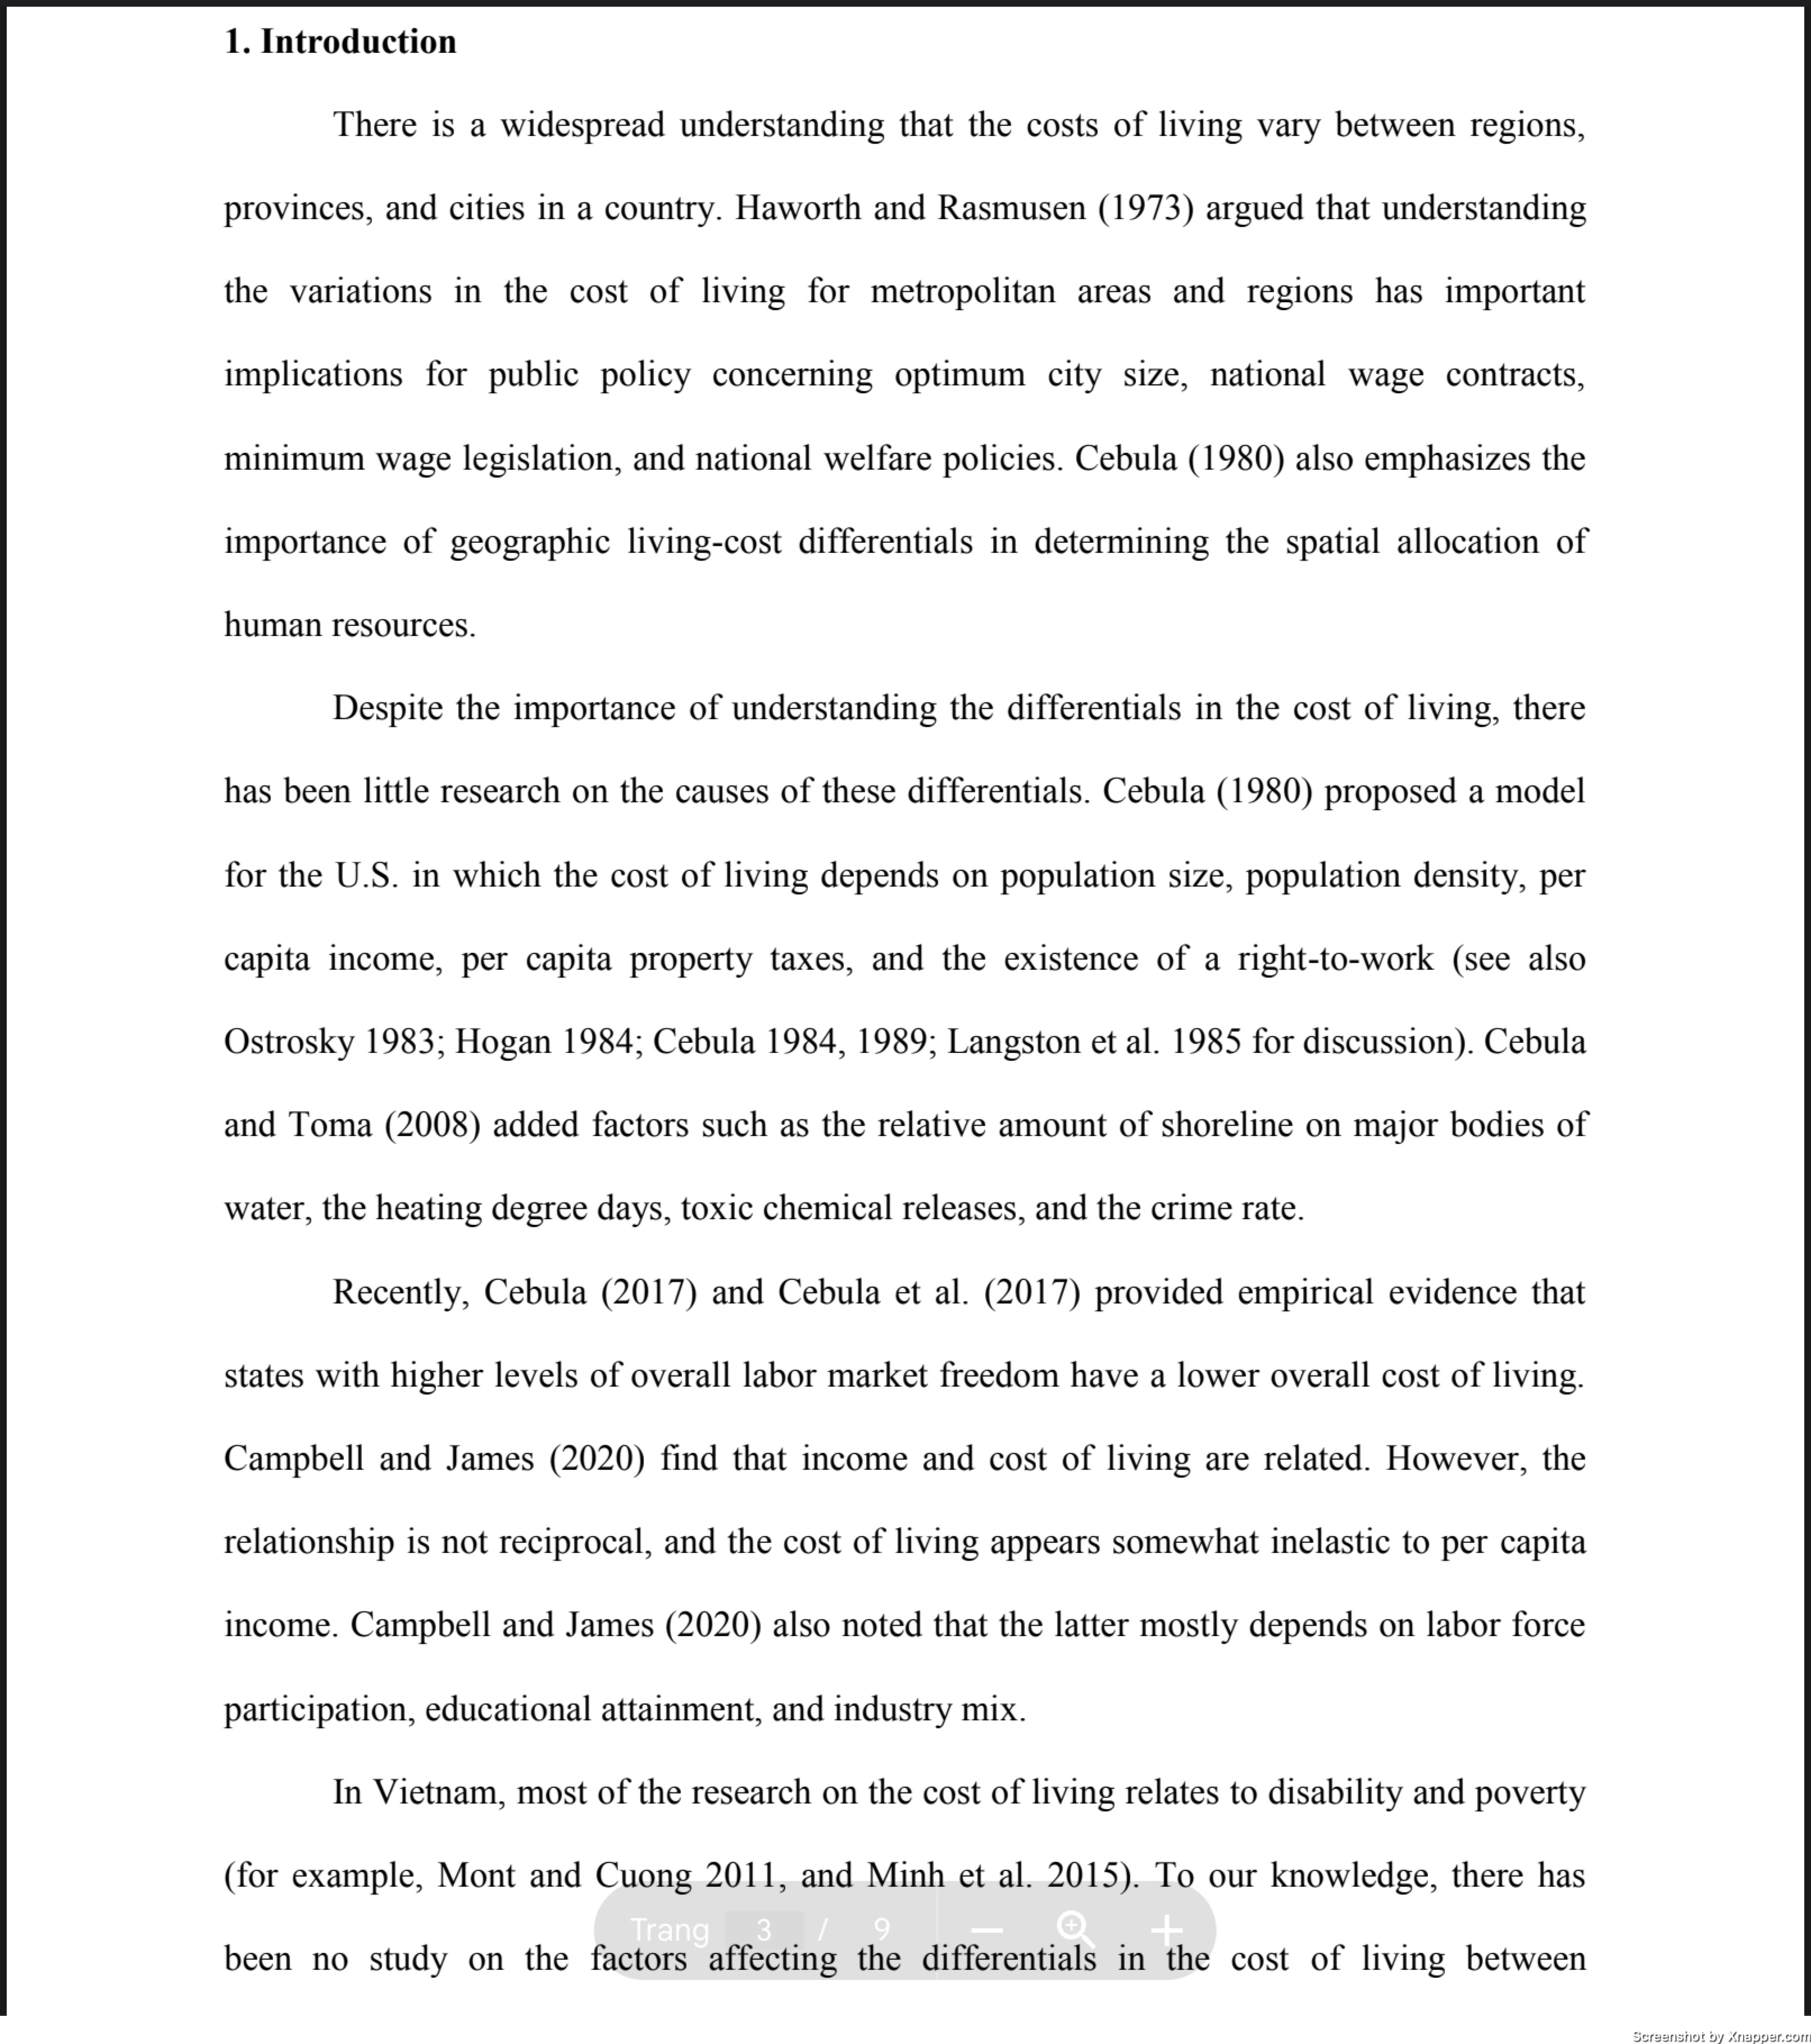 1. Introduction
There is a widespread understanding that the costs of living vary between regions,
provinces, and cities in a country. Haworth and Rasmusen (1973) argued that understanding
the variations in the cost of living for metropolitan areas and regions has important
implications for public policy concerning optimum city size, national wage contracts,
minimum wage legislation, and national welfare policies. Cebula (1980) also emphasizes the
importance of geographic living-cost differentials in determining the spatial allocation of
human resources.
Despite the importance of understanding the differentials in the cost of living, there
has been little research on the causes of these differentials. Cebula (1980) proposed a model
for the U.S. in which the cost of living depends on population size, population density, per
capita income, per capita property taxes, and the existence of a right-to-work (see also
Ostrosky 1983; Hogan 1984; Cebula 1984, 1989; Langston et al. 1985 for discussion). Cebula
and Toma (2008) added factors such as the relative amount of shoreline on major bodies of
water, the heating degree days, toxic chemical releases, and the crime rate.
Recently, Cebula (2017) and Cebula et al. (2017) provided empirical evidence that
states with higher levels of overall labor market freedom have a lower overall cost of living.
Campbell and James (2020) find that income and cost of living are related. However, the
relationship is not reciprocal, and the cost of living appears somewhat inelastic to per capita
income. Campbell and James (2020) also noted that the latter mostly depends on labor force
participation, educational attainment, and industry mix.
In Vietnam, most of the research on the cost of living relates to disability and poverty
(for example, Mont and Cuong 2011, and Minh et al. 2015). To our knowledge, there has
Trang 3 / 9
been no study on the factors affecting the differentials in the cost of living between
Screenshot by Xnapper.com